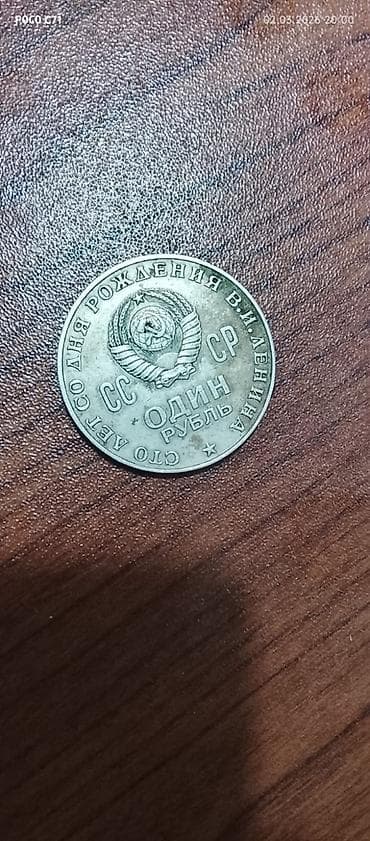 POCO C71
02.03.2026 20:00
СТО ЛЕТ СО ДНЯ РОЖДЕНИЯ В.И.ЛЕНИНА
СС СР
ОДИН
РУБЛЬ